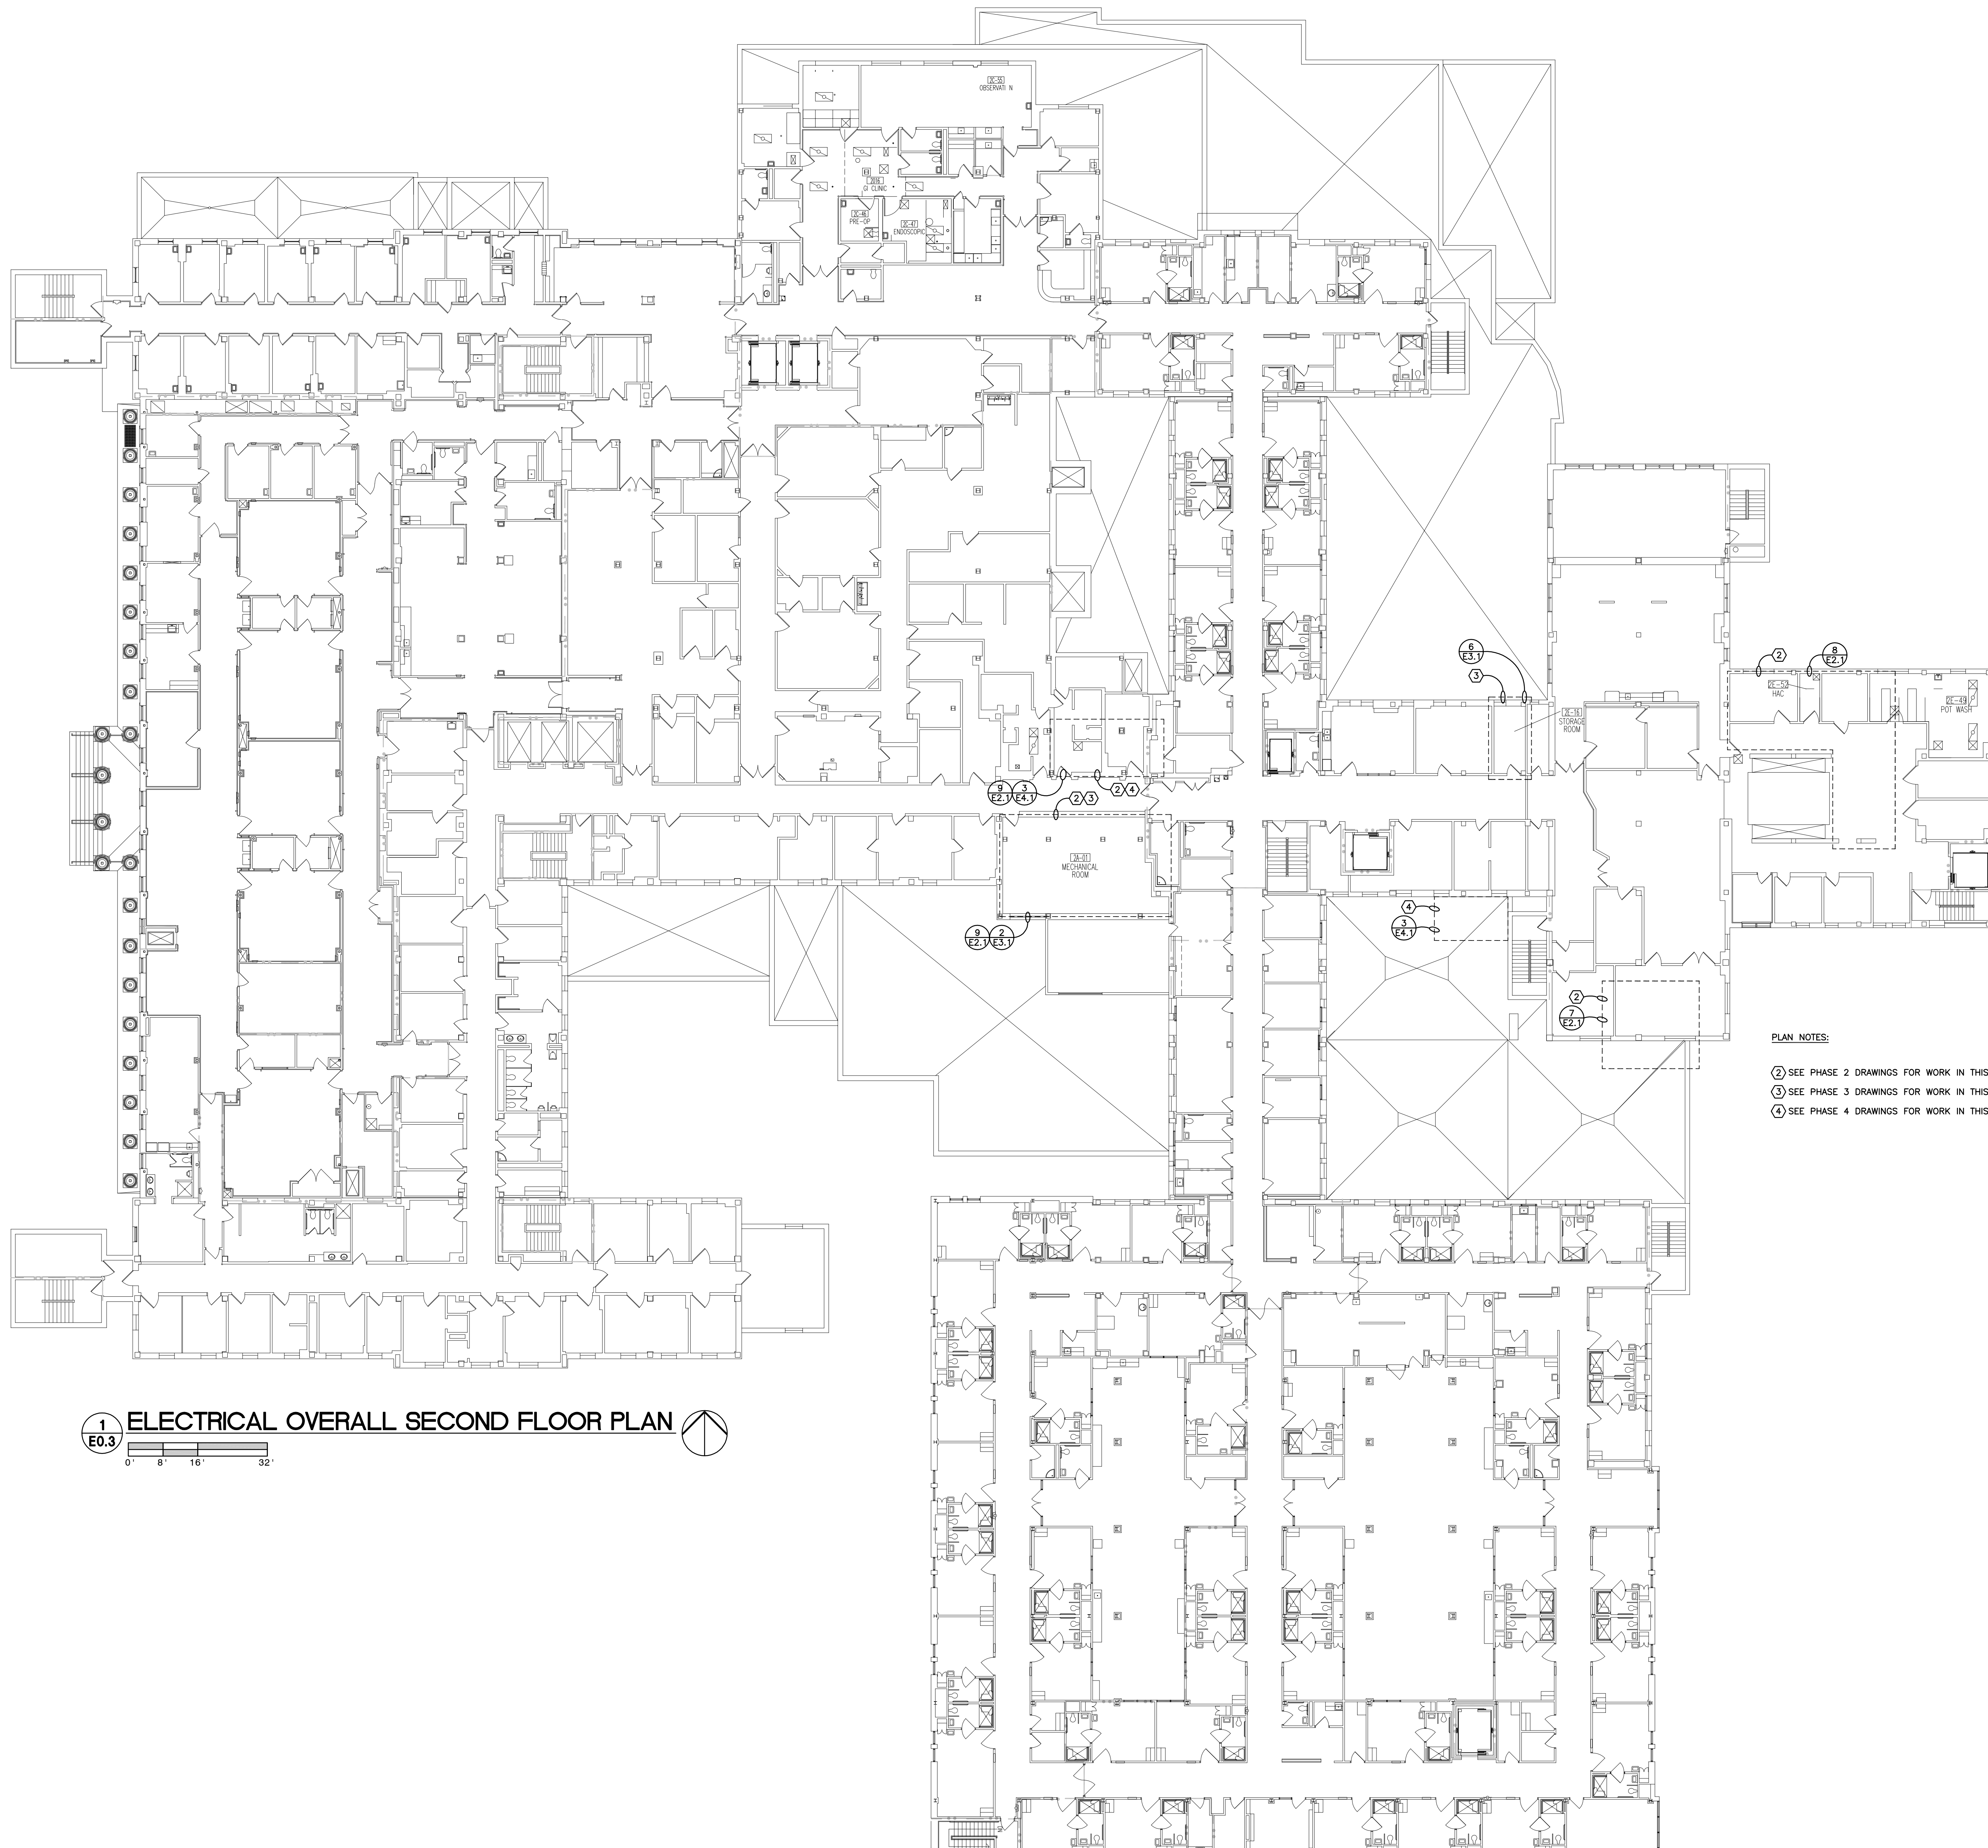 2C-55
OBSERVATI N
2016
GI CLINIC
2C-46
PRE-OP
2C-47
ENDOSCOPIC
6
E3.1
3
2
8
E2.1
2E-52
HAC
2E-49
POT WASH
2E-16
STORAGE
ROOM
9
E2.1
3
E4.1
2 4
2 3
2A-01
MECHANICAL
ROOM
9
E2.1
2
E3.1
4
3
E4.1
2
7
E2.1
PLAN NOTES:
2 SEE PHASE 2 DRAWINGS FOR WORK IN THIS
3 SEE PHASE 3 DRAWINGS FOR WORK IN THIS
4 SEE PHASE 4 DRAWINGS FOR WORK IN THIS
1
E0.3
ELECTRICAL OVERALL SECOND FLOOR PLAN
0' 8' 16' 32'